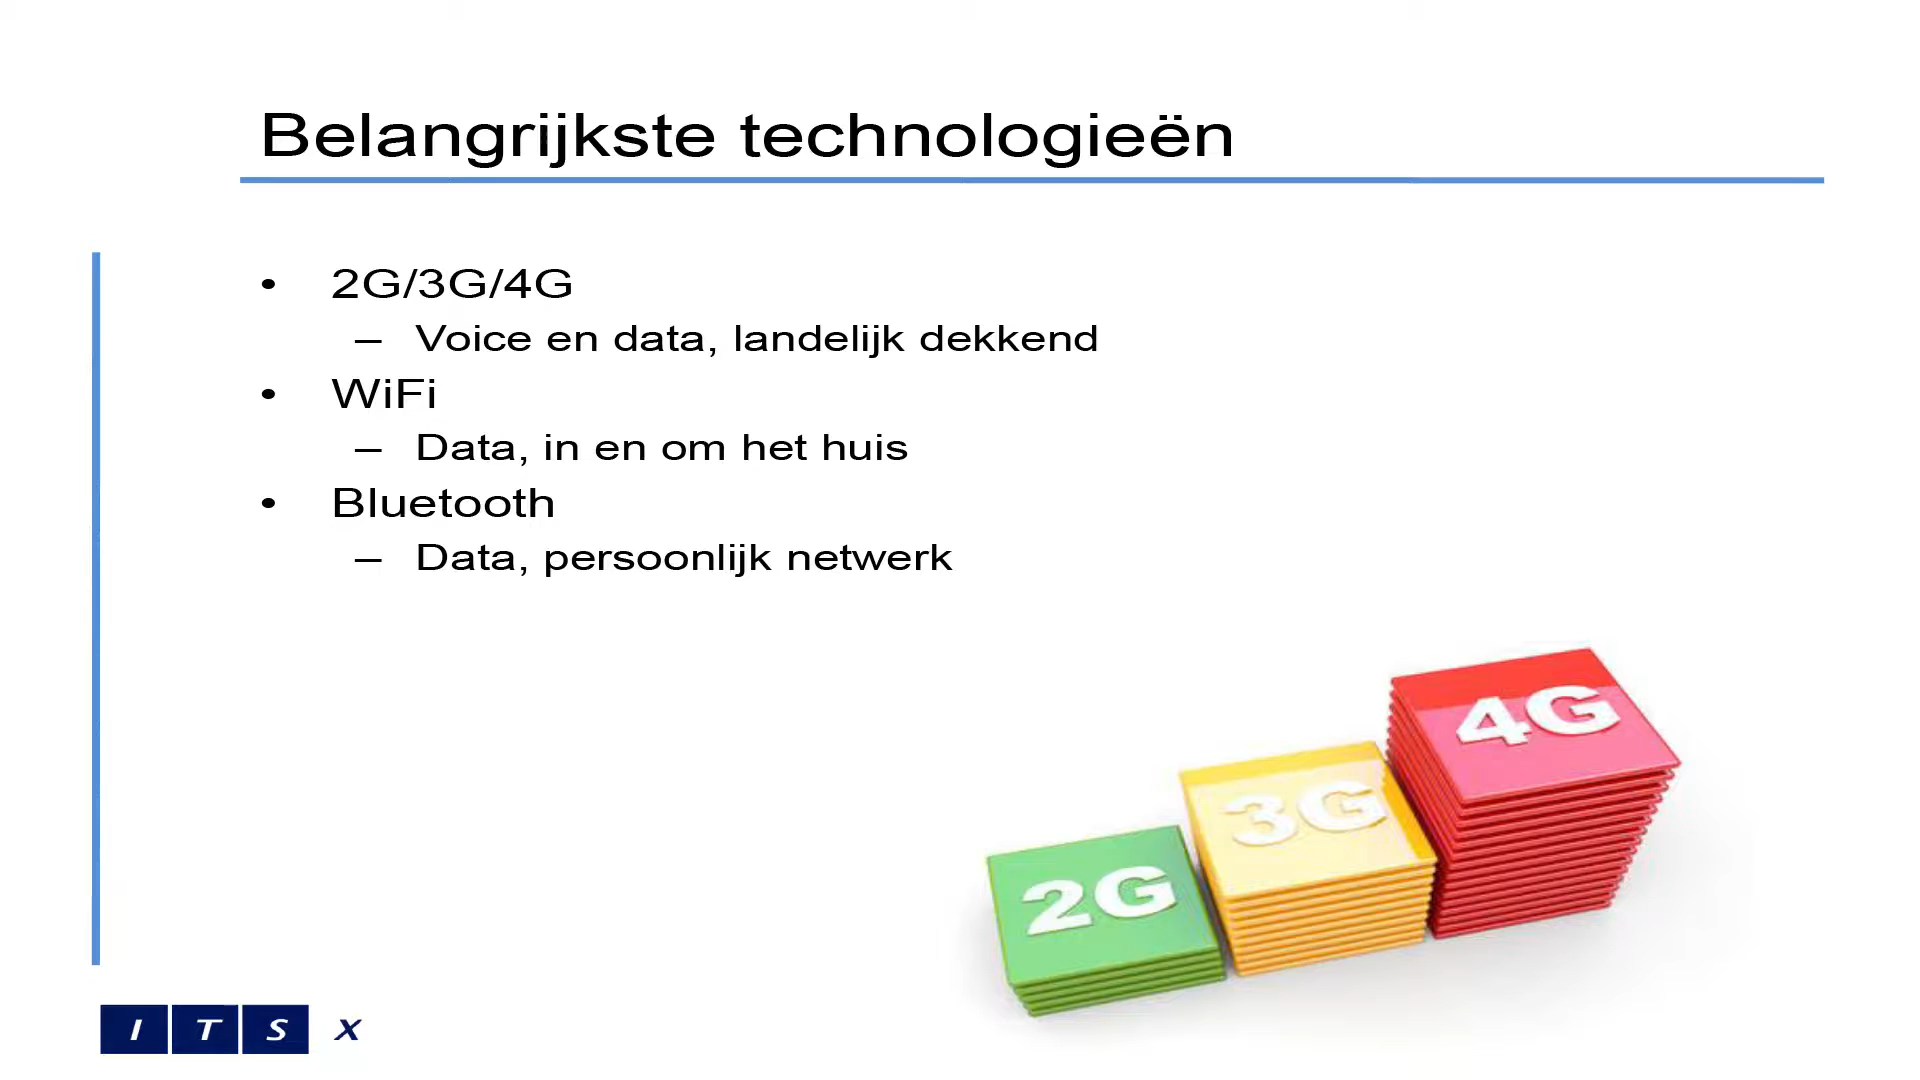 Belangrijkste technologieën
• 2G/3G/4G
– Voice en data, landelijk dekkend
• WiFi
– Data, in en om het huis
• Bluetooth
– Data, persoonlijk netwerk
2G
3G
4G
I T S X